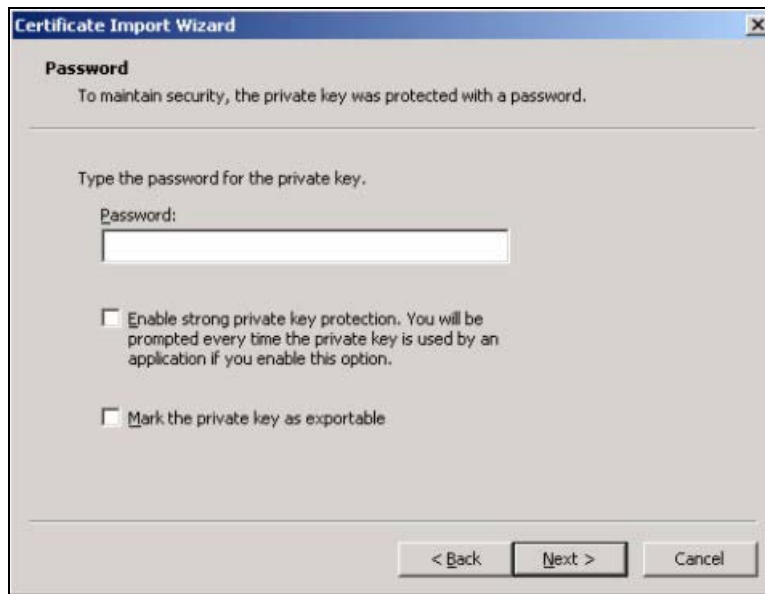 Certificate Import Wizard
Password
To maintain security, the private key was protected with a password.
Type the password for the private key.
Password:
Enable strong private key protection. You will be
prompted every time the private key is used by an
application if you enable this option.
Mark the private key as exportable
< Back Next > Cancel